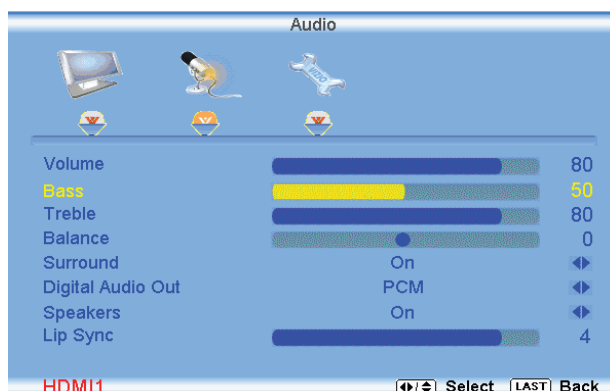 Audio
VIZIO
Volume 80
Bass 50
Treble 80
Balance 0
Surround On
Digital Audio Out PCM
Speakers On
Lip Sync 4
HDMI1 Select LAST Back